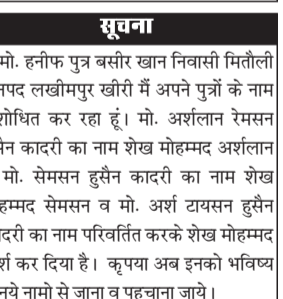 सूचना
मो. हनीफ पुत्र बसीर खान निवासी मितौली
नपद लखीमपुर खीरी मैं अपने पुत्रों के नाम
शोधित कर रहा हूं। मो. अर्शलान रेमसन
सैन कादरी का नाम शेख मोहम्मद अर्शलान
मो. सेमसन हुसैन कादरी का नाम शेख
हम्मद सेमसन व मो. अर्श टायसन हुसैन
ादरी का नाम परिवर्तित करके शेख मोहम्मद
र्श कर दिया है। कृपया अब इनको भविष्य
नये नामो से जाना व पहचाना जाये।